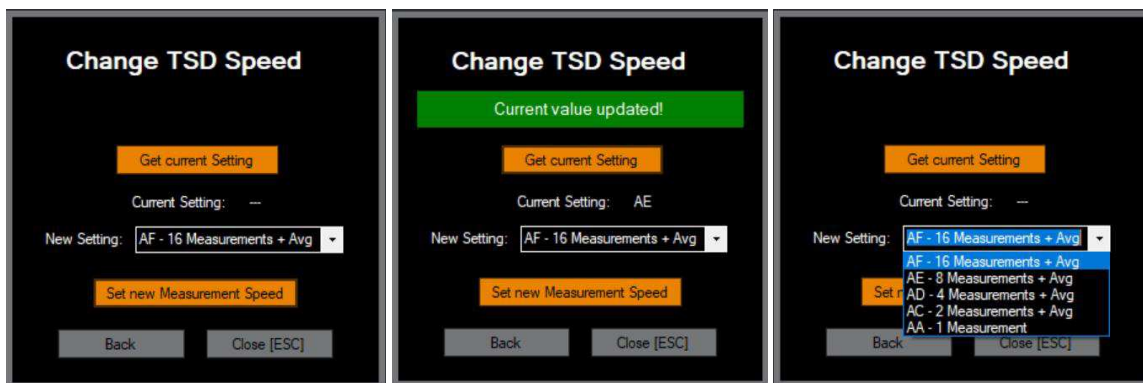 Change TSD Speed
Get current Setting
Current Setting: ---
New Setting: AF - 16 Measurements + Avg
Set new Measurement Speed
Back Close [ESC]
Change TSD Speed
Current value updated!
Get current Setting
Current Setting: AE
New Setting: AF - 16 Measurements + Avg
Set new Measurement Speed
Back Close [ESC]
Change TSD Speed
Get current Setting
Current Setting: ---
New Setting: AF - 16 Measurements + Avg
AF - 16 Measurements + Avg
AE - 8 Measurements + Avg
Set
AD - 4 Measurements + Avg
AC - 2 Measurements + Avg
AA - 1 Measurement
Back Close [ESC]